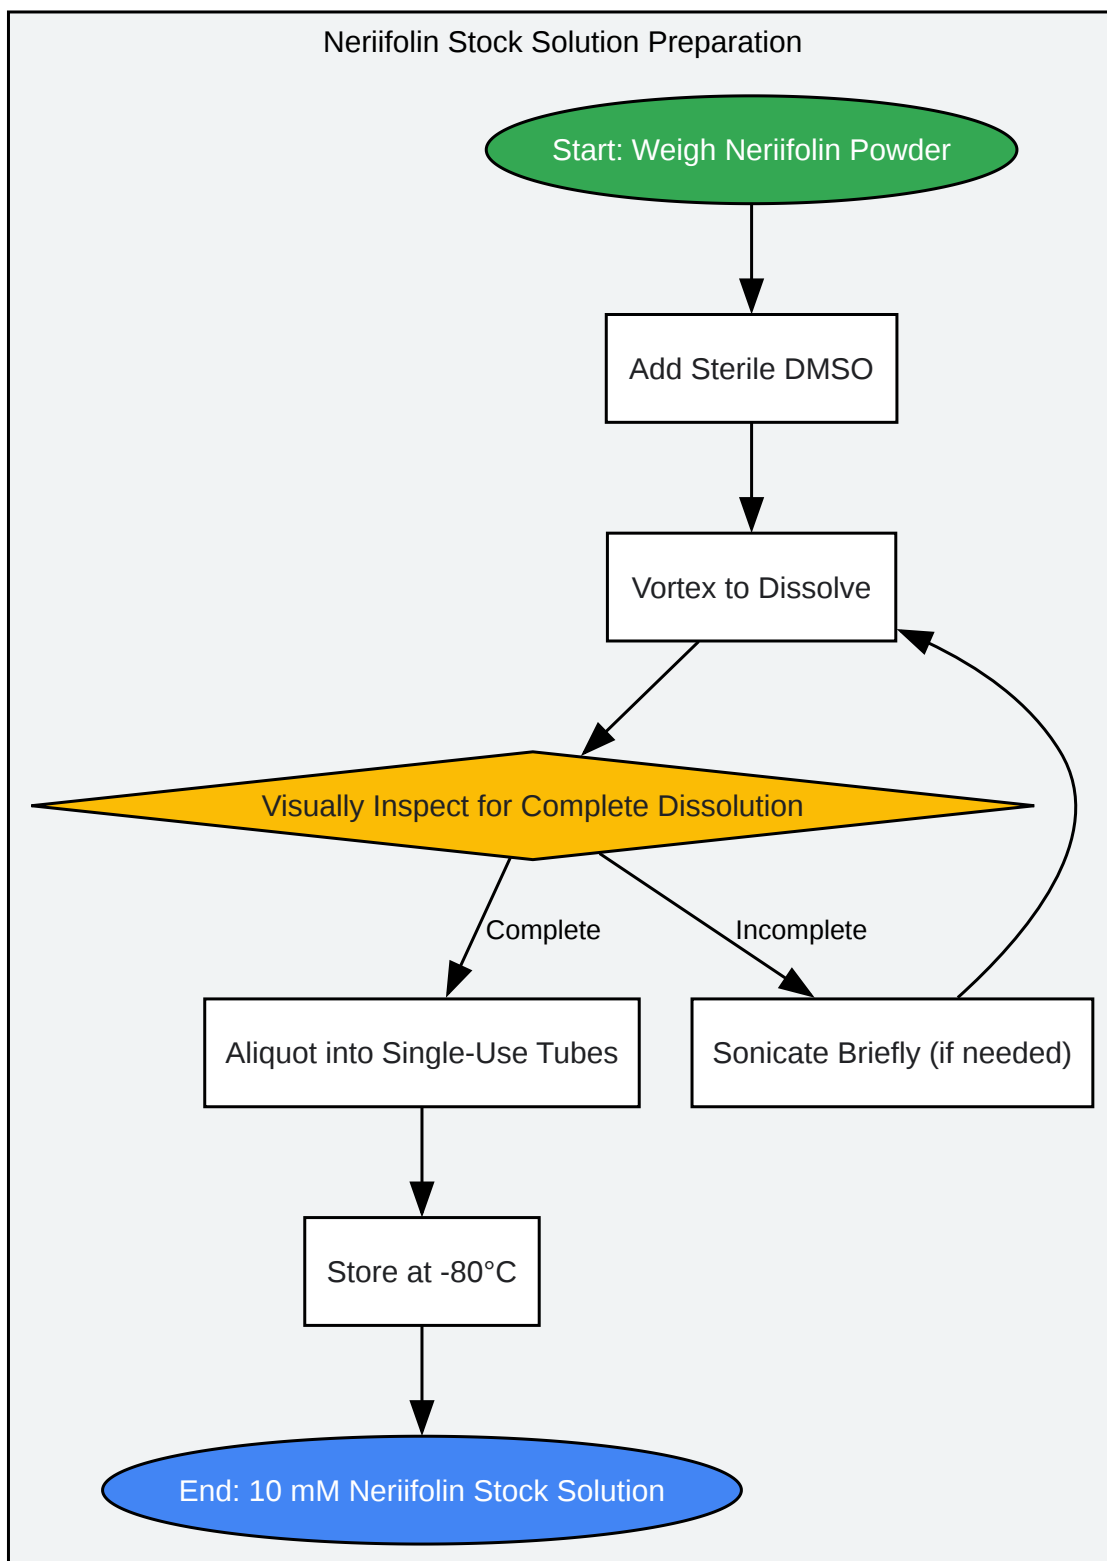 Neriifolin Stock Solution Preparation
Start: Weigh Neriifolin Powder
Add Sterile DMSO
Vortex to Dissolve
Visually Inspect for Complete Dissolution
Complete
Incomplete
Aliquot into Single-Use Tubes
Sonicate Briefly (if needed)
Store at -80°C
End: 10 mM Neriifolin Stock Solution